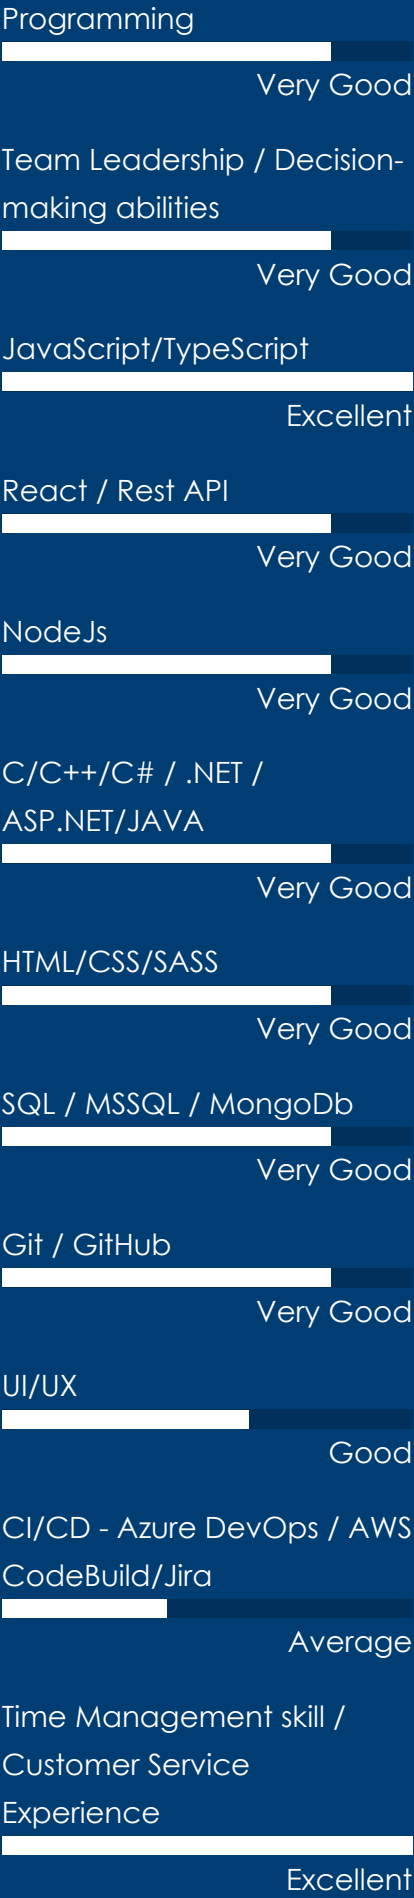 Programming
Very Good
Team Leadership / Decision-
making abilities
Very Good
JavaScript/TypeScript
Excellent
React / Rest API
Very Good
NodeJs
Very Good
C/C++/C# / .NET /
ASP.NET/JAVA
Very Good
HTML/CSS/SASS
Very Good
SQL / MSSQL / MongoDb
Very Good
Git / GitHub
Very Good
UI/UX
Good
CI/CD - Azure DevOps / AWS
CodeBuild/Jira
Average
Time Management skill /
Customer Service
Experience
Excellent